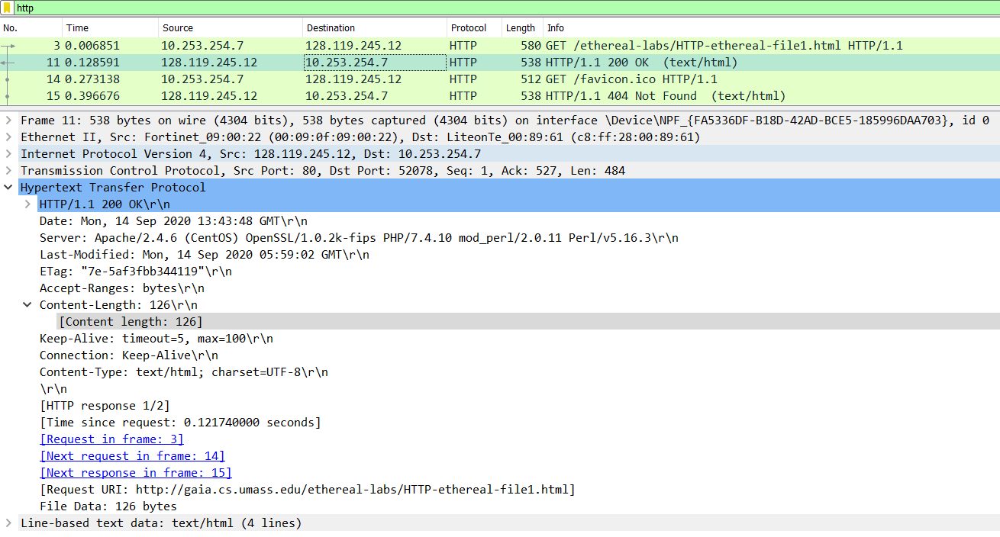 http
No. Time Source Destination Protocol Length Info
3 0.006851 10.253.254.7 128.119.245.12 HTTP 580 GET /ethereal-labs/HTTP-ethereal-file1.html HTTP/1.1
11 0.128591 128.119.245.12 10.253.254.7 HTTP 538 HTTP/1.1 200 OK (text/html)
14 0.273138 10.253.254.7 128.119.245.12 HTTP 512 GET /favicon.ico HTTP/1.1
15 0.396676 128.119.245.12 10.253.254.7 HTTP 538 HTTP/1.1 404 Not Found (text/html)
Frame 11: 538 bytes on wire (4304 bits), 538 bytes captured (4304 bits) on interface \Device\NPF_{FA5336DF-B18D-42AD-BCE5-185996DAA703}, id 0
Ethernet II, Src: Fortinet_09:00:22 (00:09:0f:09:00:22), Dst: LiteonTe_00:89:61 (c8:ff:28:00:89:61)
Internet Protocol Version 4, Src: 128.119.245.12, Dst: 10.253.254.7
Transmission Control Protocol, Src Port: 80, Dst Port: 52078, Seq: 1, Ack: 527, Len: 484
Hypertext Transfer Protocol
HTTP/1.1 200 OK\r\n
Date: Mon, 14 Sep 2020 13:43:48 GMT\r\n
Server: Apache/2.4.6 (CentOS) OpenSSL/1.0.2k-fips PHP/7.4.10 mod_perl/2.0.11 Perl/v5.16.3\r\n
Last-Modified: Mon, 14 Sep 2020 05:59:02 GMT\r\n
ETag: "7e-5af3fbb344119"\r\n
Accept-Ranges: bytes\r\n
Content-Length: 126\r\n
[Content length: 126]
Keep-Alive: timeout=5, max=100\r\n
Connection: Keep-Alive\r\n
Content-Type: text/html; charset=UTF-8\r\n
\r\n
[HTTP response 1/2]
[Time since request: 0.121740000 seconds]
[Request in frame: 3]
[Next request in frame: 14]
[Next response in frame: 15]
[Request URI: http://gaia.cs.umass.edu/ethereal-labs/HTTP-ethereal-file1.html]
File Data: 126 bytes
Line-based text data: text/html (4 lines)